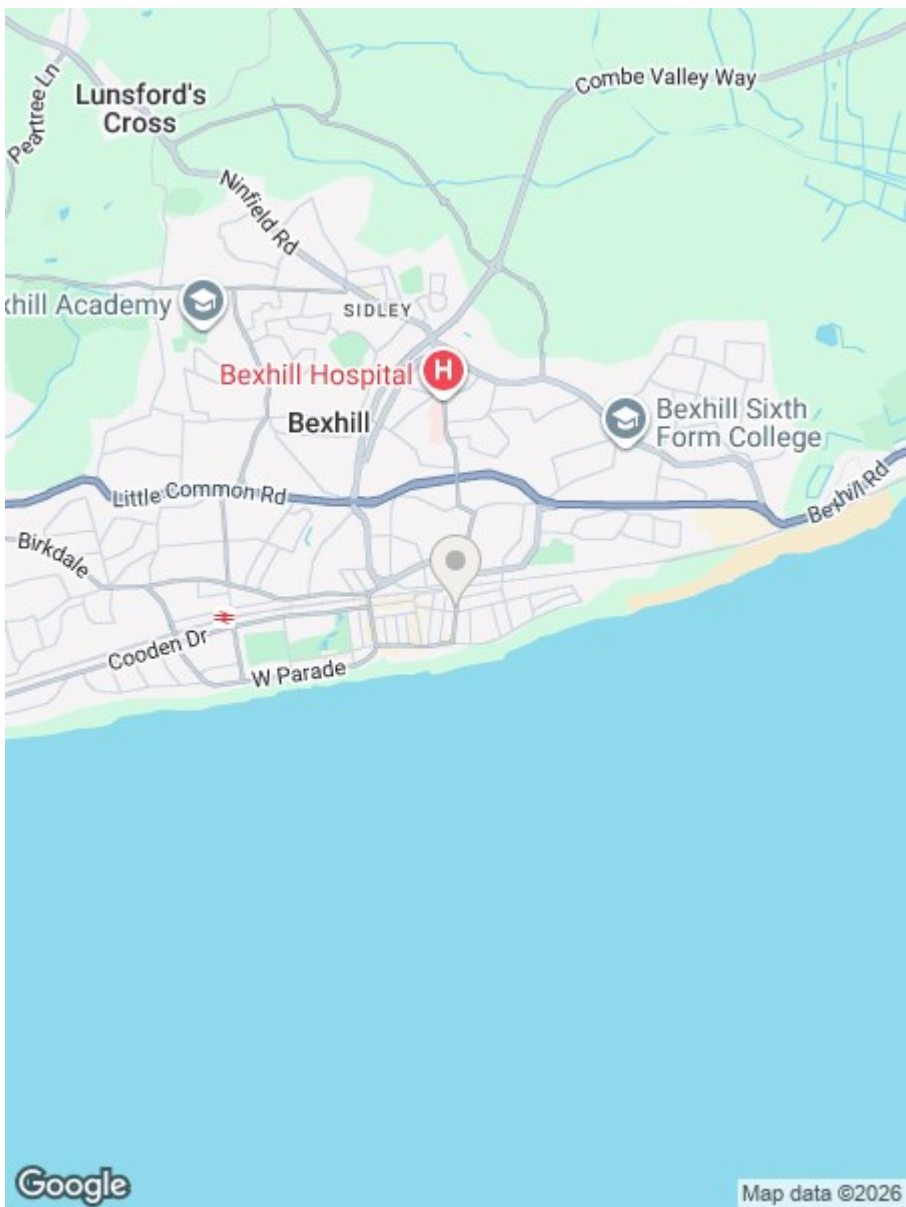 Combe Valley Way
Lunsford's
Cross
Peartree Ln
Ninfield Rd
xhill Academy
SIDLEY
Bexhill Hospital
H
Bexhill
Bexhill Sixth
Form College
Little Common Rd
Bexhill Rd
Birkdale
Cooden Dr
W Parade
Google
Map data ©2026